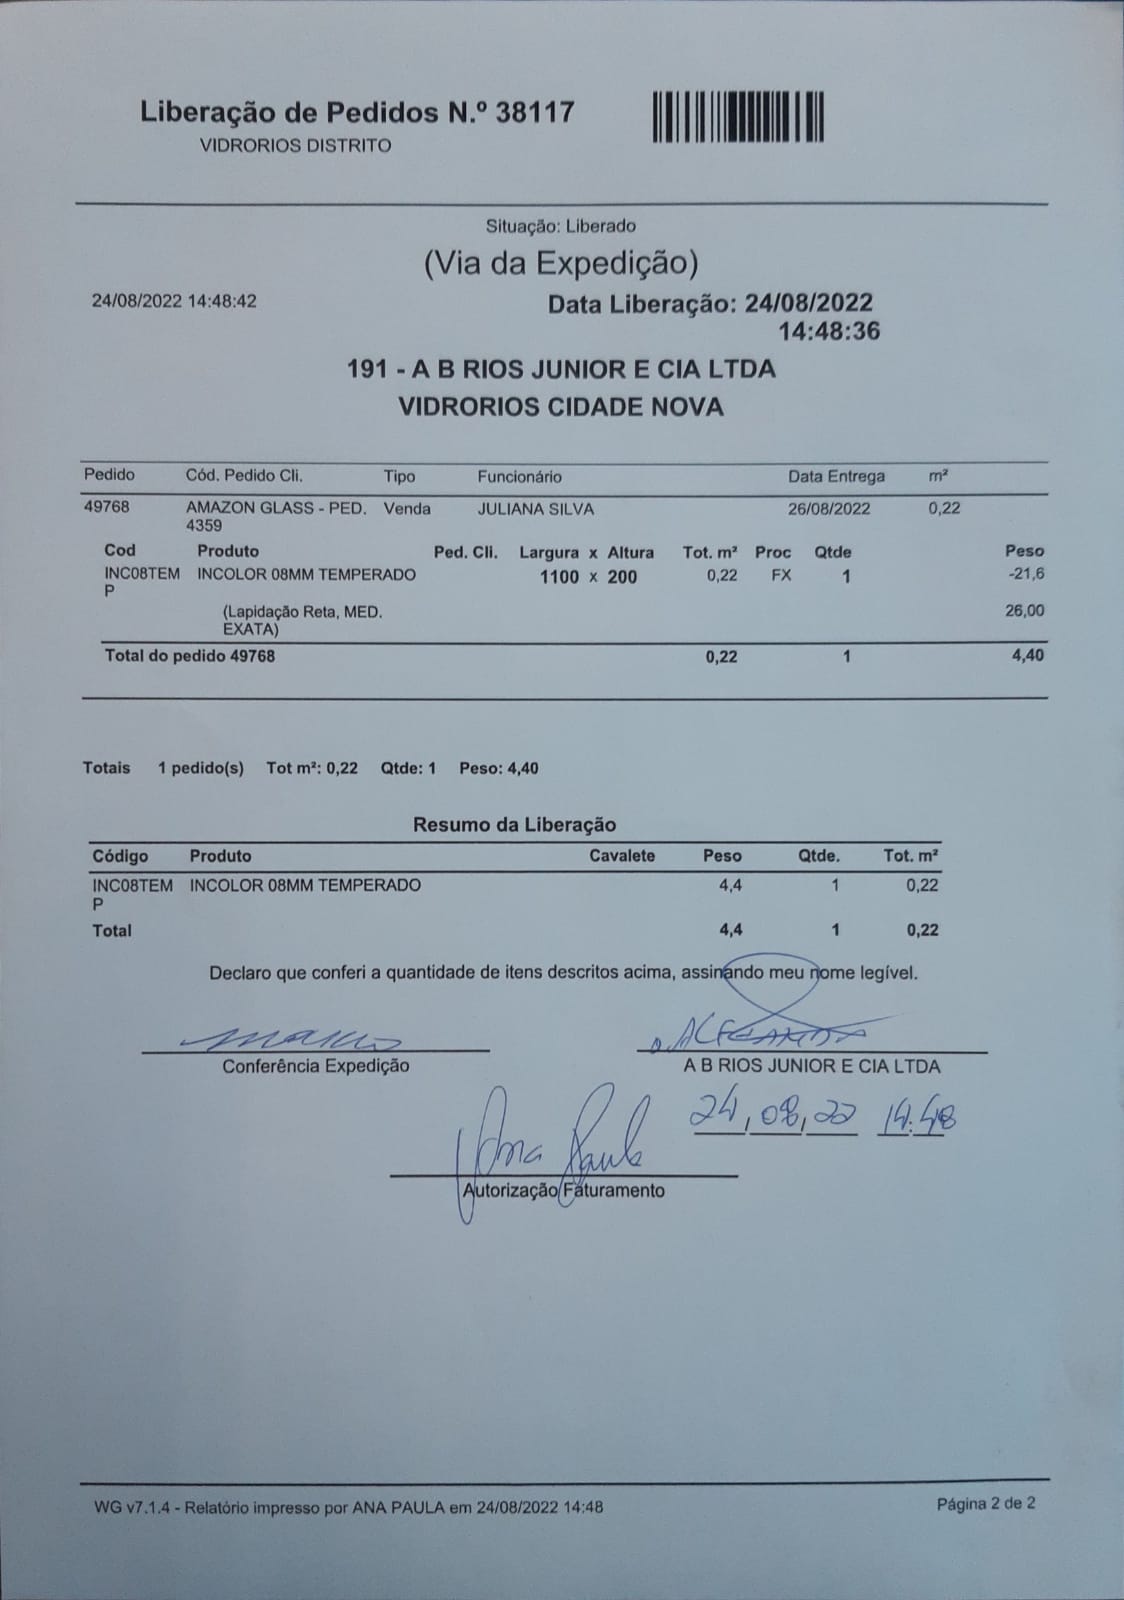 Liberação de Pedidos N.º 38117
VIDRORIOS DISTRITO
Situação: Liberado
(Via da Expedição)
24/08/2022 14:48:42
Data Liberação: 24/08/2022
14:48:36
191 - A B RIOS JUNIOR E CIA LTDA
VIDRORIOS CIDADE NOVA
Pedido Cód. Pedido Cli. Tipo Funcionário Data Entrega m²
49768 AMAZON GLASS - PED. Venda JULIANA SILVA 26/08/2022 0,22
4359
Cod Produto Ped. Cli. Largura x Altura Tot. m² Proc Qtde Peso
INC08TEM INCOLOR 08MM TEMPERADO 1100 x 200 0,22 FX 1 -21,6
P
(Lapidação Reta, MED. 26,00
EXATA)
Total do pedido 49768 0,22 1 4,40
Totais 1 pedido(s) Tot m²: 0,22 Qtde: 1 Peso: 4,40
Resumo da Liberação
Código Produto Cavalete Peso Qtde. Tot. m²
INC08TEM INCOLOR 08MM TEMPERADO 4,4 1 0,22
P
Total 4,4 1 0,22
Declaro que conferi a quantidade de itens descritos acima, assinando meu nome legível.
Conferência Expedição
A B RIOS JUNIOR E CIA LTDA
24,08,22 14:48
Ana Paula
Autorização Faturamento
WG v7.1.4 - Relatório impresso por ANA PAULA em 24/08/2022 14:48
Página 2 de 2